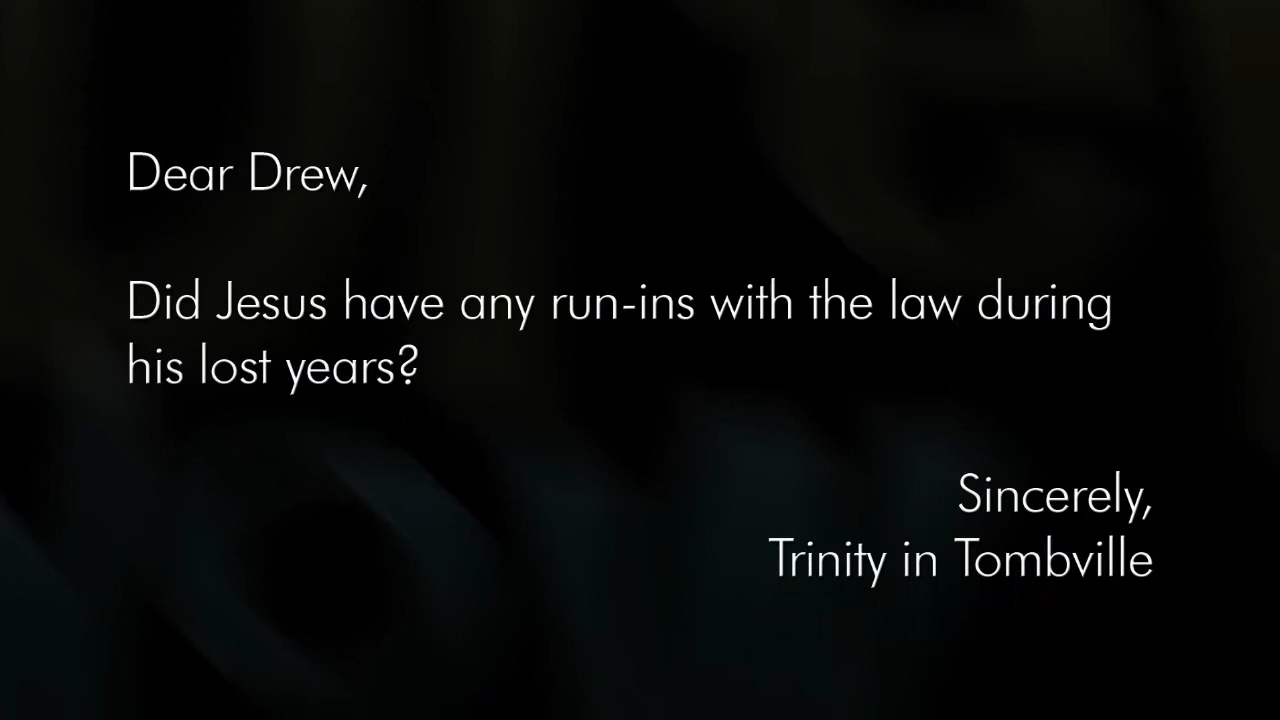 Dear Drew,
Did Jesus have any run-ins with the law during
his lost years?
Sincerely,
Trinity in Tombville